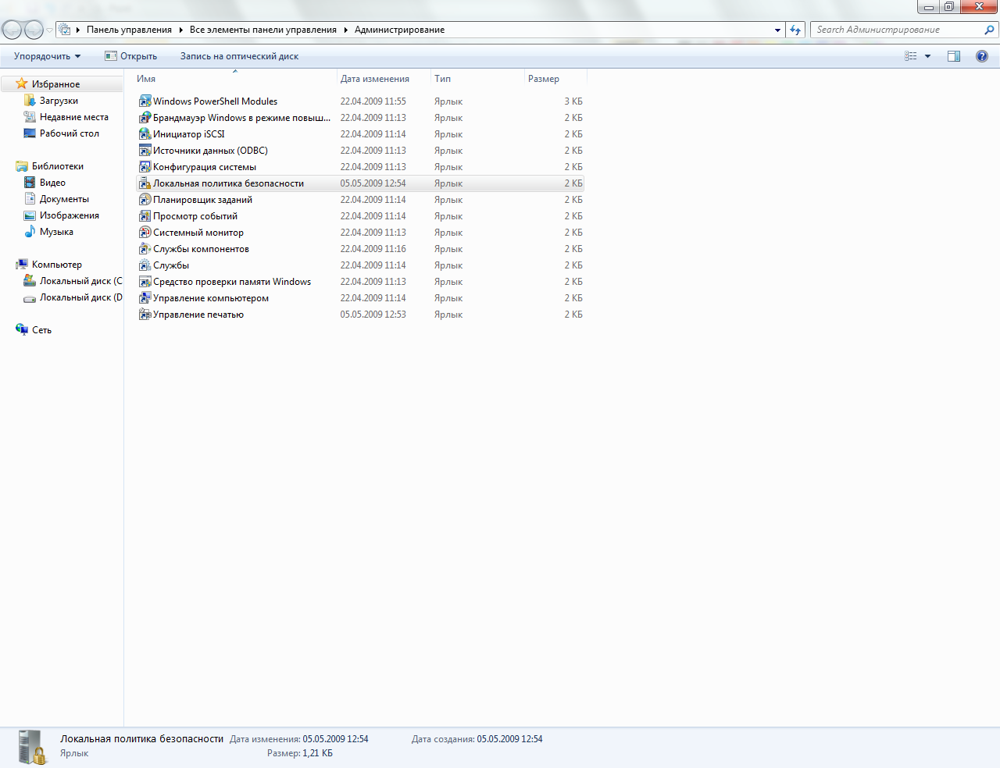 Панель управления Все элементы панели управления Администрирование Search Администрирование
Упорядочить Открыть Запись на оптический диск
Избранное
Загрузки
Недавние места
Рабочий стол
Библиотеки
Видео
Документы
Изображения
Музыка
Компьютер
Локальный диск (C
Локальный диск (D
Сеть
Имя Дата изменения Тип Размер
Windows PowerShell Modules 22.04.2009 11:55 Ярлык 3 КБ
Брандмауэр Windows в режиме повыш... 22.04.2009 11:13 Ярлык 2 КБ
Инициатор iSCSI 22.04.2009 11:14 Ярлык 2 КБ
Источники данных (ODBC) 22.04.2009 11:13 Ярлык 2 КБ
Конфигурация системы 22.04.2009 11:13 Ярлык 2 КБ
Локальная политика безопасности 05.05.2009 12:54 Ярлык 2 КБ
Планировщик заданий 22.04.2009 11:14 Ярлык 2 КБ
Просмотр событий 22.04.2009 11:14 Ярлык 2 КБ
Системный монитор 22.04.2009 11:13 Ярлык 2 КБ
Службы компонентов 22.04.2009 11:16 Ярлык 2 КБ
Службы 22.04.2009 11:14 Ярлык 2 КБ
Средство проверки памяти Windows 22.04.2009 11:13 Ярлык 2 КБ
Управление компьютером 22.04.2009 11:14 Ярлык 2 КБ
Управление печатью 05.05.2009 12:53 Ярлык 2 КБ
Локальная политика безопасности Дата изменения: 05.05.2009 12:54 Дата создания: 05.05.2009 12:54
Ярлык Размер: 1,21 КБ